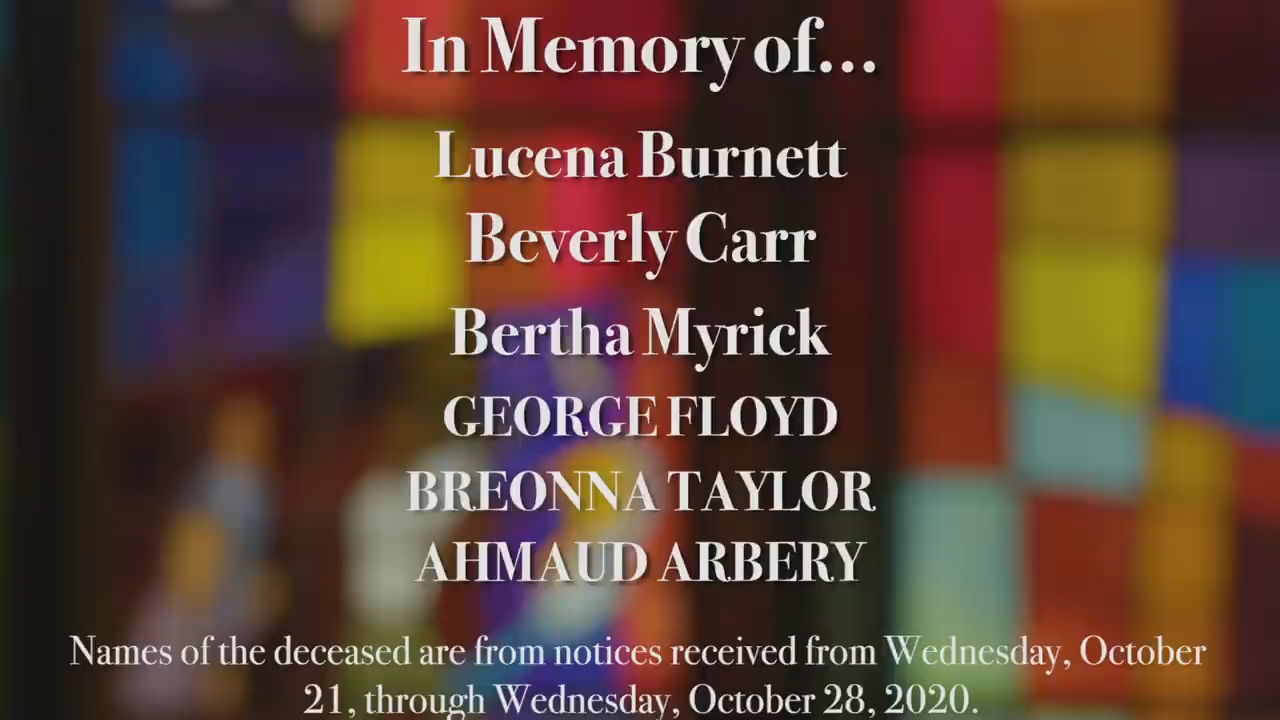 In Memory of...
Lucena Burnett
Beverly Carr
Bertha Myrick
GEORGE FLOYD
BREONNA TAYLOR
AHMAUD ARBERY
Names of the deceased are from notices received from Wednesday, October
21, through Wednesday, October 28, 2020.